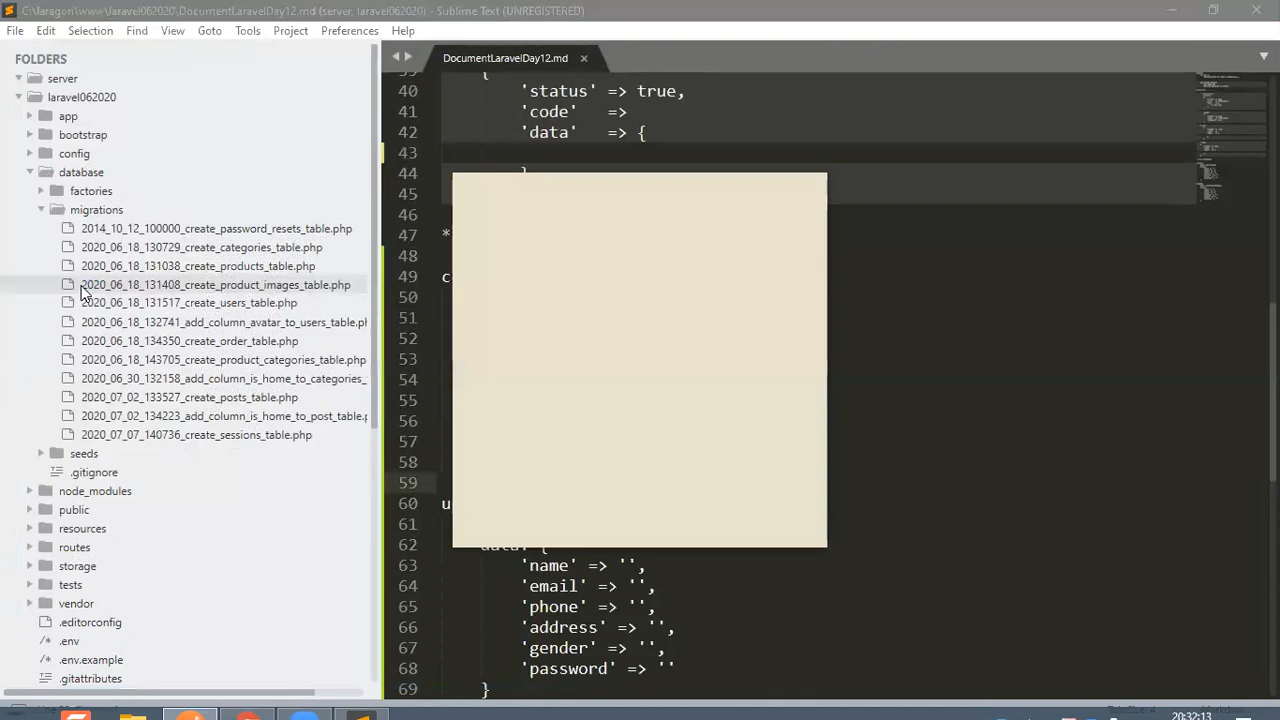 C:\laragon\www\laravel062020\DocumentLaravelDay12.md (server, laravel062020) - Sublime Text (UNREGISTERED)
File Edit Selection Find View Goto Tools Project Preferences Help
FOLDERS
server
laravel062020
app
bootstrap
config
database
factories
migrations
2014_10_12_100000_create_password_resets_table.php
2020_06_18_130729_create_categories_table.php
2020_06_18_131038_create_products_table.php
2020_06_18_131408_create_product_images_table.php
2020_06_18_131517_create_users_table.php
2020_06_18_132741_add_column_avatar_to_users_table.ph
2020_06_18_134350_create_order_table.php
2020_06_18_143705_create_product_categories_table.php
2020_06_30_132158_add_column_is_home_to_categories_
2020_07_02_133527_create_posts_table.php
2020_07_02_134223_add_column_is_home_to_post_table.p
2020_07_07_140736_create_sessions_table.php
seeds
.gitignore
node_modules
public
resources
routes
storage
tests
vendor
.editorconfig
.env
.env.example
.gitattributes
DocumentLaravelDay12.md
40 'status' => true,
41 'code' =>
42 'data' => {
43
44 }
45
46
47 *
48
49 c
50
51
52
53
54
55
56
57
58
59
60 u
61
62 data: {
63 'name' => '',
64 'email' => '',
65 'phone' => '',
66 'address' => '',
67 'gender' => '',
68 'password' => ''
69 }
20:32:13